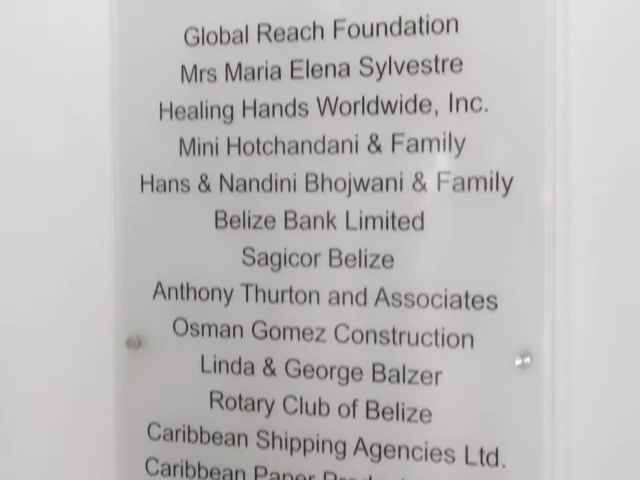 Global Reach Foundation
Mrs Maria Elena Sylvestre
Healing Hands Worldwide, Inc.
Mini Hotchandani & Family
Hans & Nandini Bhojwani & Family
Belize Bank Limited
Sagicor Belize
Anthony Thurton and Associates
Osman Gomez Construction
Linda & George Balzer
Rotary Club of Belize
Caribbean Shipping Agencies Ltd.
Caribbean Paper